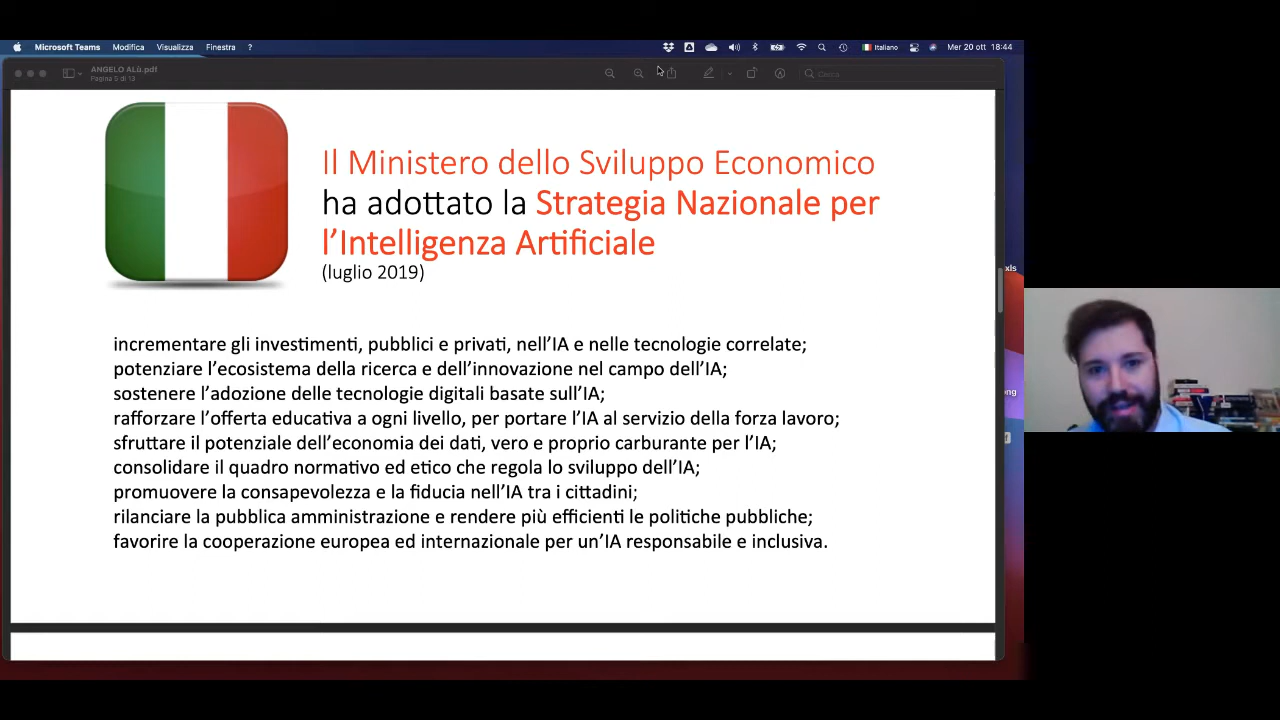 Microsoft Teams Modifica Visualizza Finestra ? Italiano Mer 20 ott 18:44
ANGELO ALù.pdf
Pagina 5 di 13
Cerca
Il Ministero dello Sviluppo Economico
ha adottato la Strategia Nazionale per
l’Intelligenza Artificiale
(luglio 2019)
xis
incrementare gli investimenti, pubblici e privati, nell’IA e nelle tecnologie correlate;
potenziare l’ecosistema della ricerca e dell’innovazione nel campo dell’IA;
sostenere l’adozione delle tecnologie digitali basate sull’IA;
ong
rafforzare l’offerta educativa a ogni livello, per portare l’IA al servizio della forza lavoro;
sfruttare il potenziale dell’economia dei dati, vero e proprio carburante per l’IA;
consolidare il quadro normativo ed etico che regola lo sviluppo dell’IA;
promuovere la consapevolezza e la fiducia nell’IA tra i cittadini;
rilanciare la pubblica amministrazione e rendere più efficienti le politiche pubbliche;
favorire la cooperazione europea ed internazionale per un’IA responsabile e inclusiva.